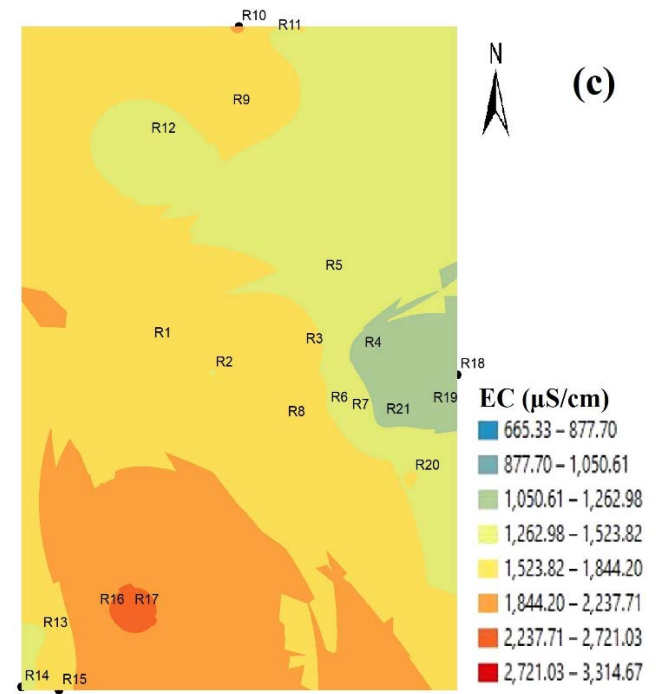 R10
R11
N
(c)
R9
R12
R5
R1
R3
R4
R2
R18
R6
R7
R19
R8
R21
EC (µS/cm)
665.33 – 877.70
R20
877.70 – 1,050.61
1,050.61 – 1,262.98
1,262.98 – 1,523.82
1,523.82 – 1,844.20
R16
R17
1,844.20 – 2,237.71
R13
2,237.71 – 2,721.03
R14
R15
2,721.03 – 3,314.67